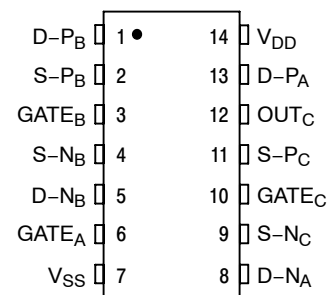 D–PB 1 14 VDD
S–PB 2 13 D–PA
GATEB 3 12 OUTC
S–NB 4 11 S–PC
D–NB 5 10 GATEC
GATEA 6 9 S–NC
VSS 7 8 D–NA